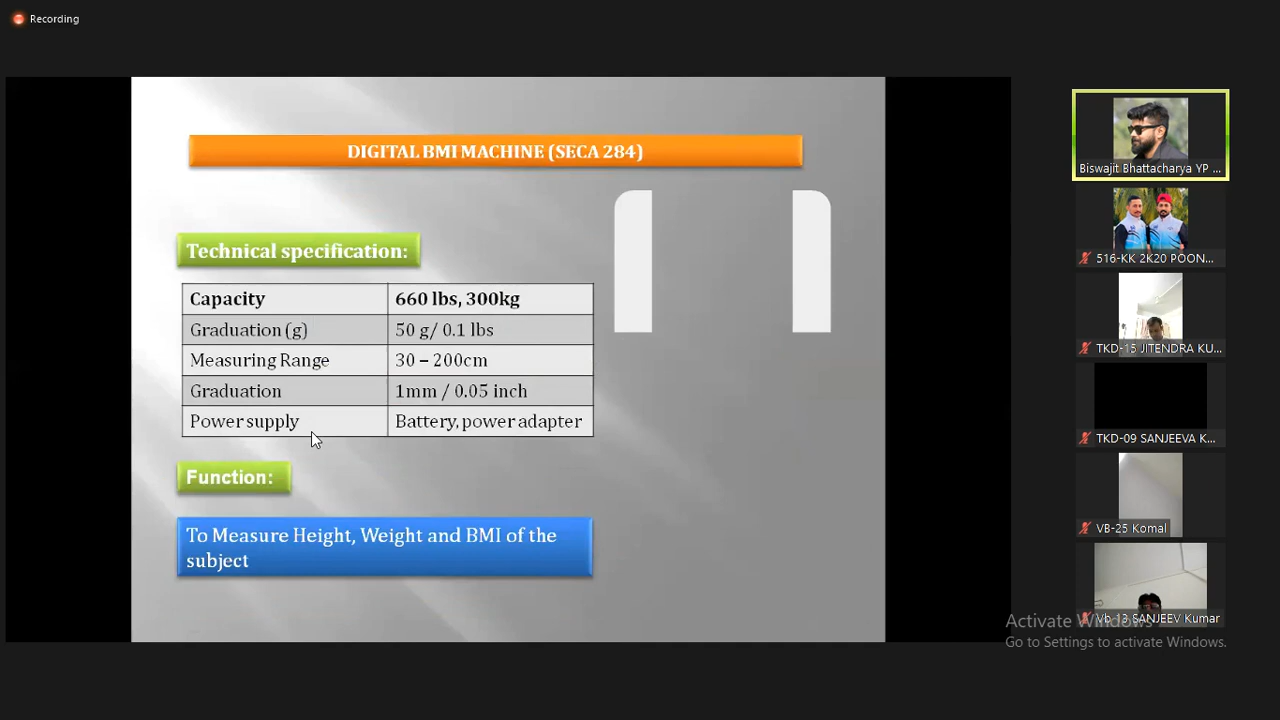 Recording
DIGITAL BMI MACHINE (SECA 284)
Technical specification:
Capacity 660 lbs, 300kg
Graduation (g) 50 g/ 0.1 lbs
Measuring Range 30 – 200cm
Graduation 1mm / 0.05 inch
Power supply Battery, power adapter
Function:
To Measure Height, Weight and BMI of the
subject
Biswajit Bhattacharya YP ...
516-KK 2K20 POON...
TKD-15 JITENDRA KU...
TKD-09 SANJEEVA K...
VB-25 Komal
Vb 13 SANJEEV Kumar
Activate Windows
Go to Settings to activate Windows.